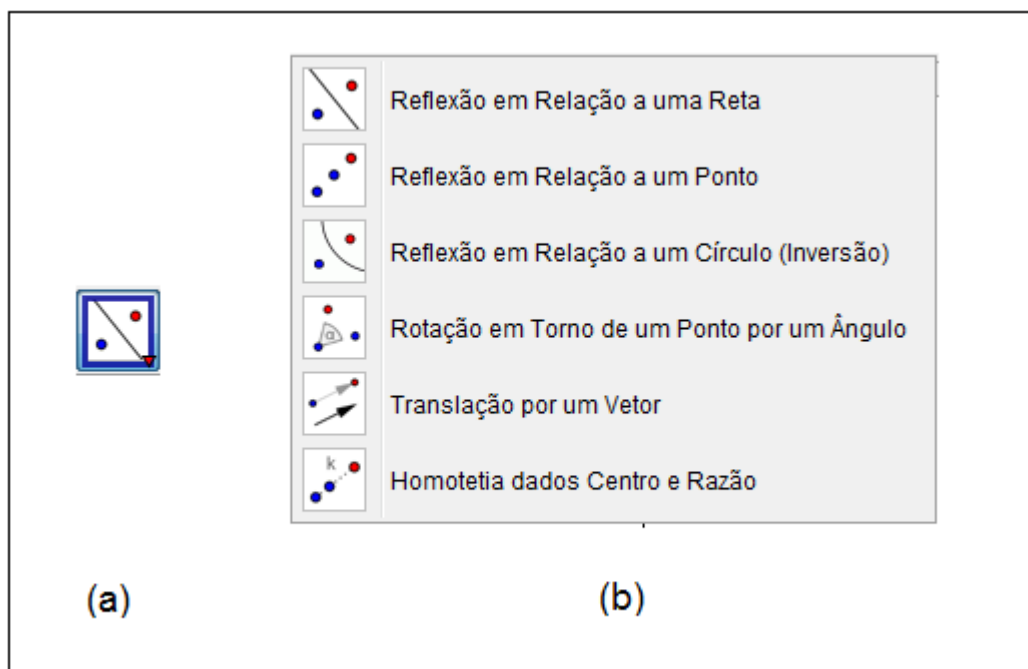 Reflexão em Relação a uma Reta
Reflexão em Relação a um Ponto
Reflexão em Relação a um Círculo (Inversão)
α
Rotação em Torno de um Ponto por um Ângulo
Translação por um Vetor
k
Homotetia dados Centro e Razão
(a)
(b)